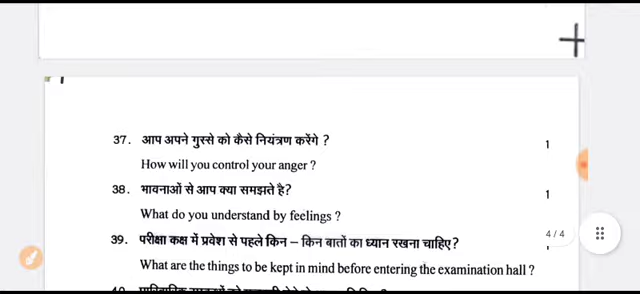 37. आप अपने गुस्से को कैसे नियंत्रण करेंगे ? 1
How will you control your anger ?
38. भावनाओं से आप क्या समझते है? 1
What do you understand by feelings ?
39. परीक्षा कक्ष में प्रवेश से पहले किन – किन बातों का ध्यान रखना चाहिए?
4 / 4
What are the things to be kept in mind before entering the examination hall ?